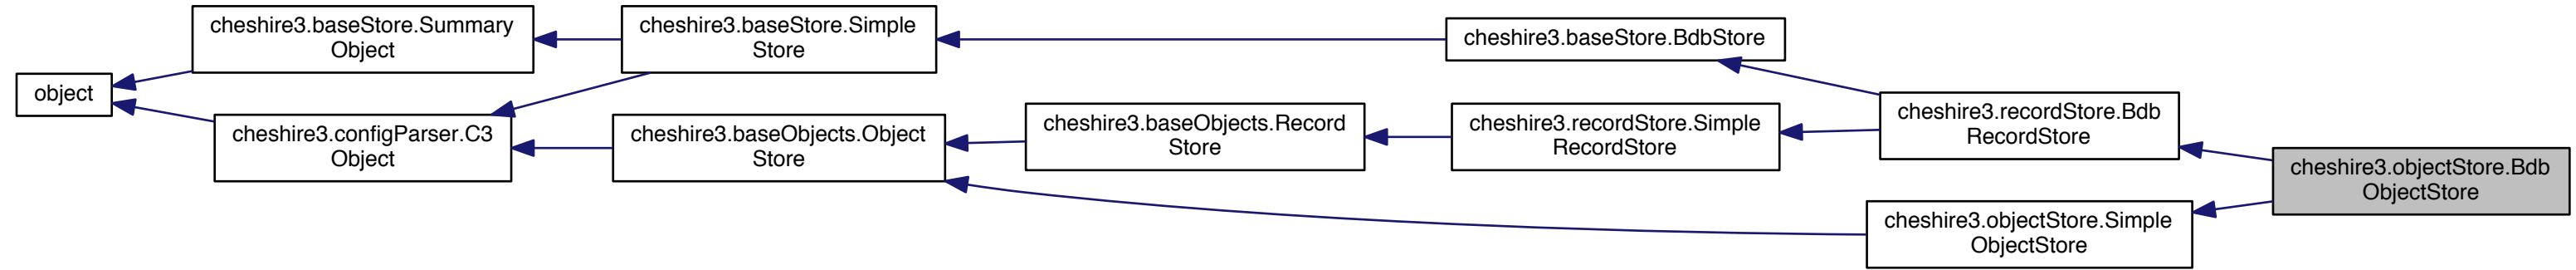 object
cheshire3.baseStore.Summary
Object
cheshire3.configParser.C3
Object
cheshire3.baseStore.Simple
Store
cheshire3.baseObjects.Object
Store
cheshire3.baseObjects.Record
Store
cheshire3.baseStore.BdbStore
cheshire3.recordStore.Simple
RecordStore
cheshire3.recordStore.Bdb
RecordStore
cheshire3.objectStore.Simple
ObjectStore
cheshire3.objectStore.Bdb
ObjectStore